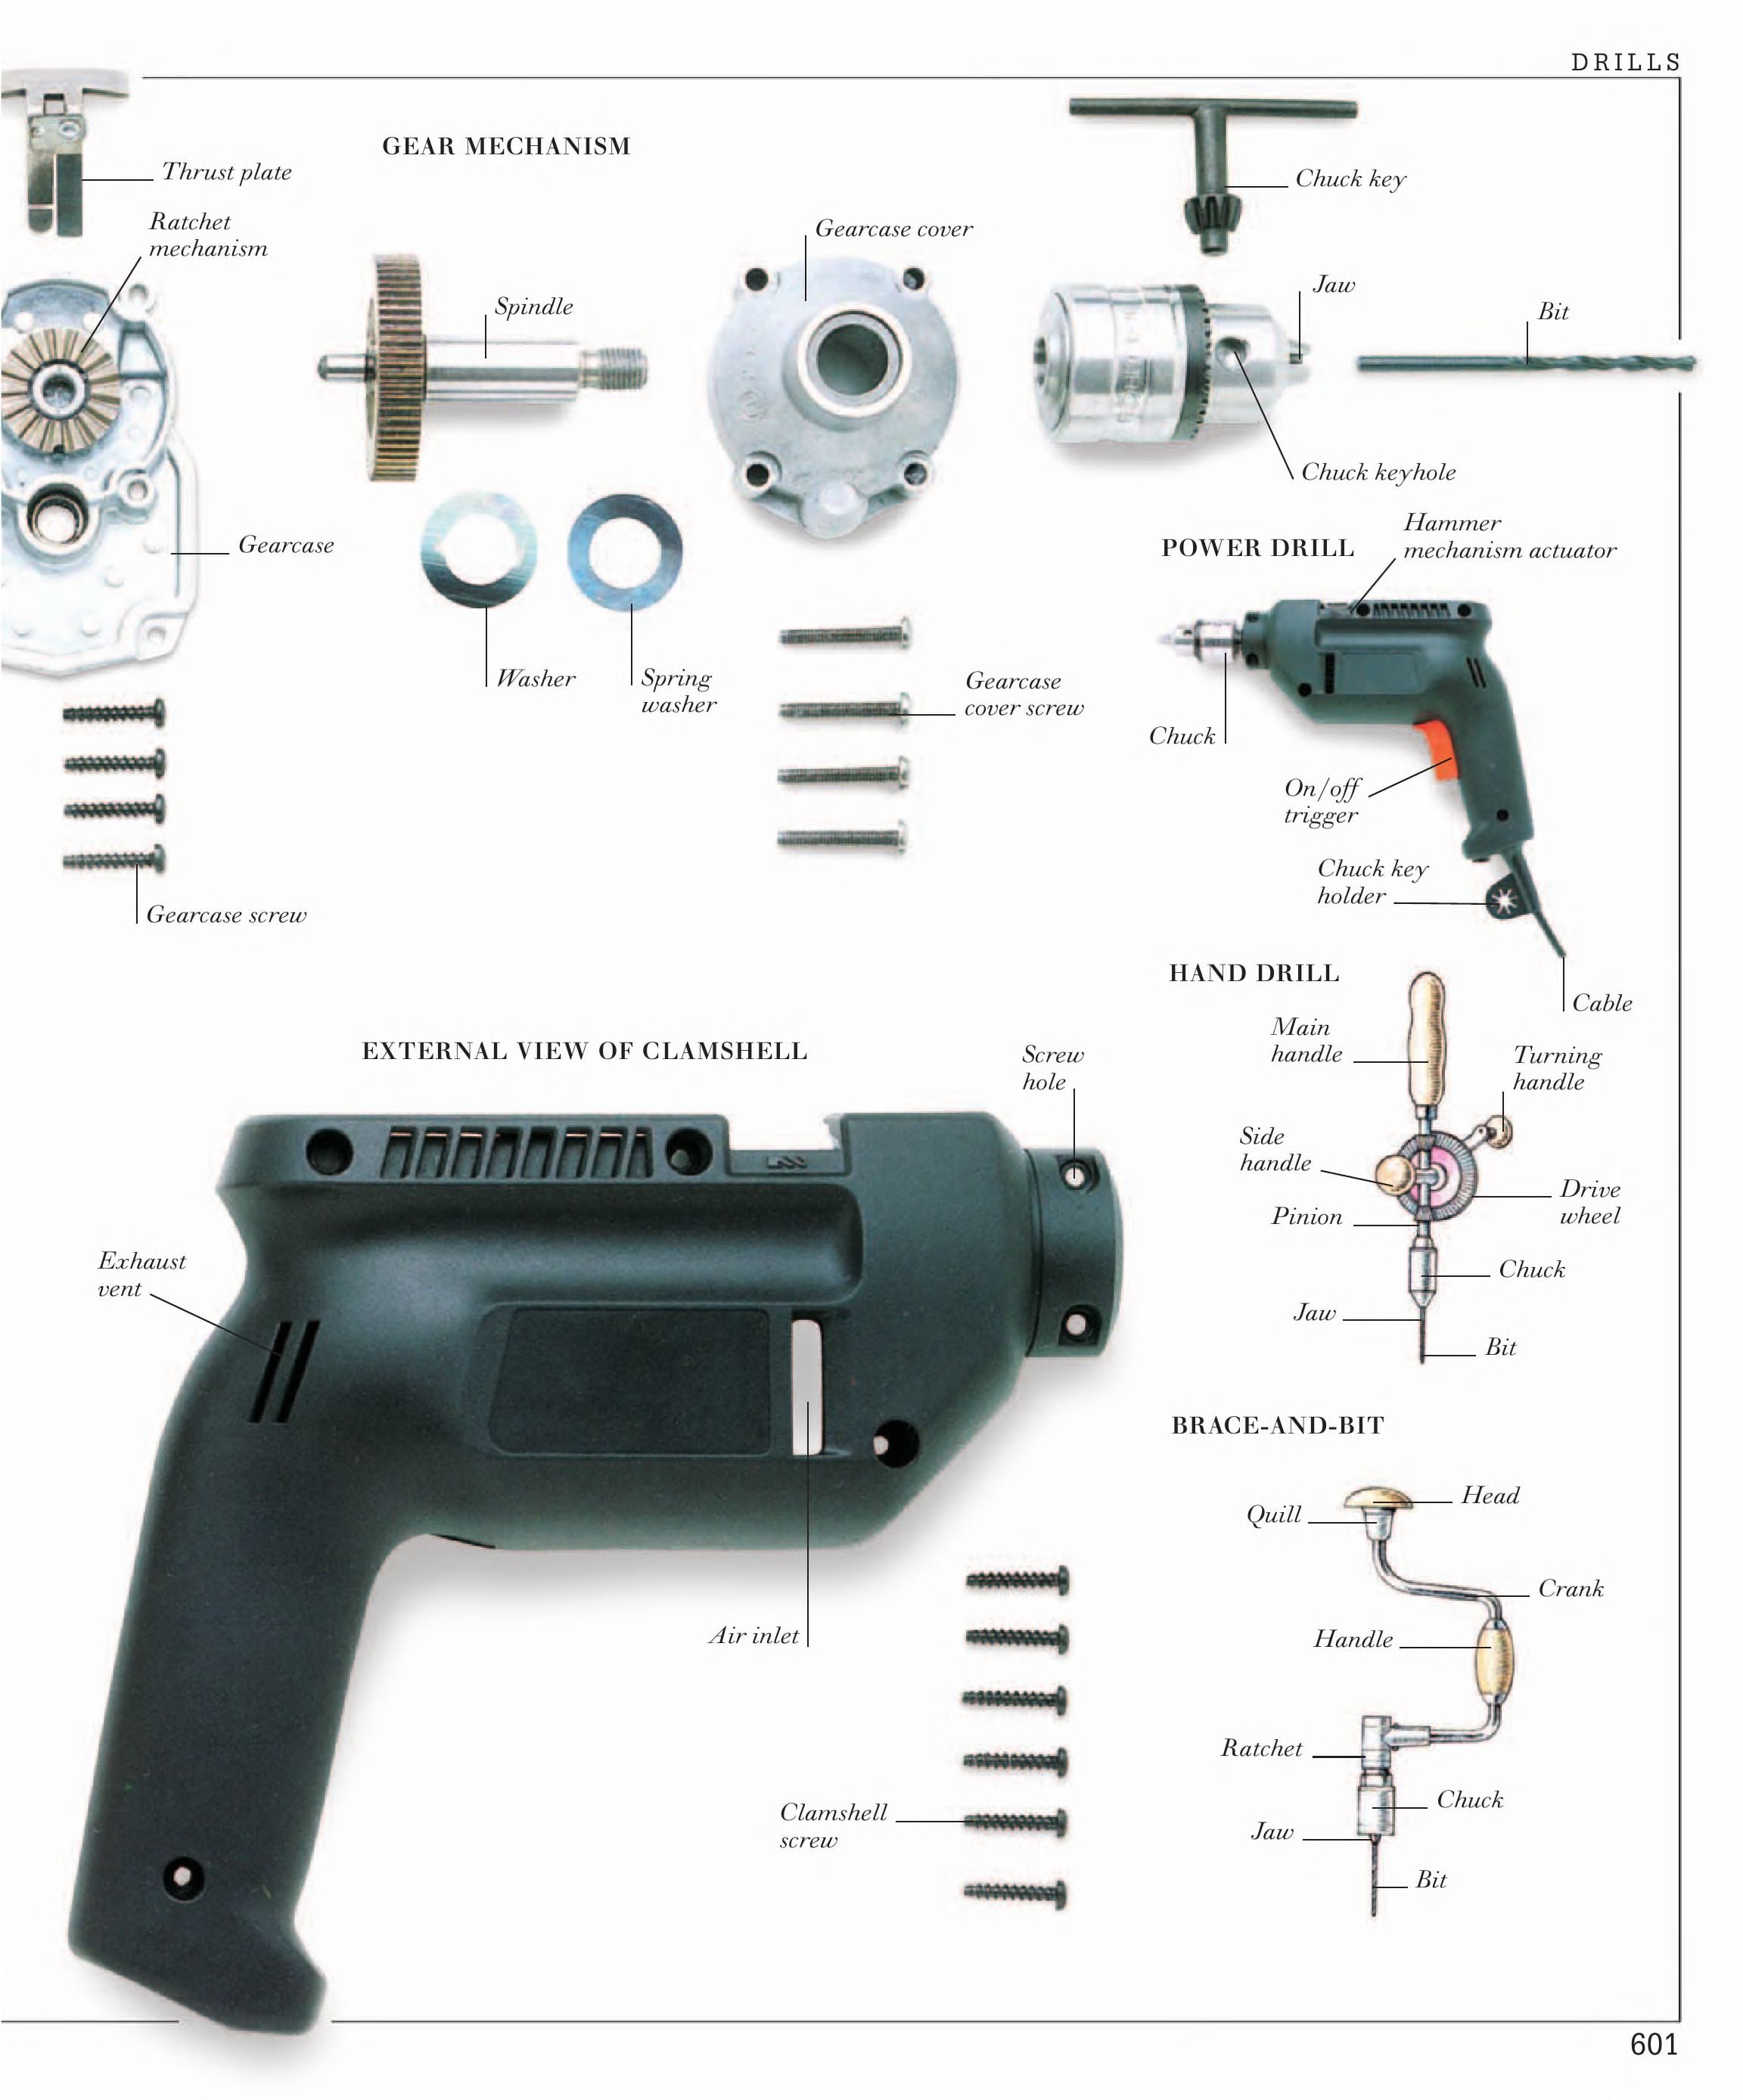 DRILLS
GEAR MECHANISM
Thrust plate
Ratchet
mechanism
Spindle
Gearcase cover
Chuck key
Jaw
Bit
Chuck keyhole
Gearcase
Washer
Spring
washer
Gearcase
cover screw
Gearcase screw
POWER DRILL
Hammer
mechanism actuator
Chuck
On/off
trigger
Chuck key
holder
Cable
HAND DRILL
Main
handle
Turning
handle
Side
handle
Drive
wheel
Pinion
Chuck
Jaw
Bit
EXTERNAL VIEW OF CLAMSHELL
Screw
hole
Exhaust
vent
Air inlet
Clamshell
screw
BRACE-AND-BIT
Head
Quill
Crank
Handle
Ratchet
Chuck
Jaw
Bit
601